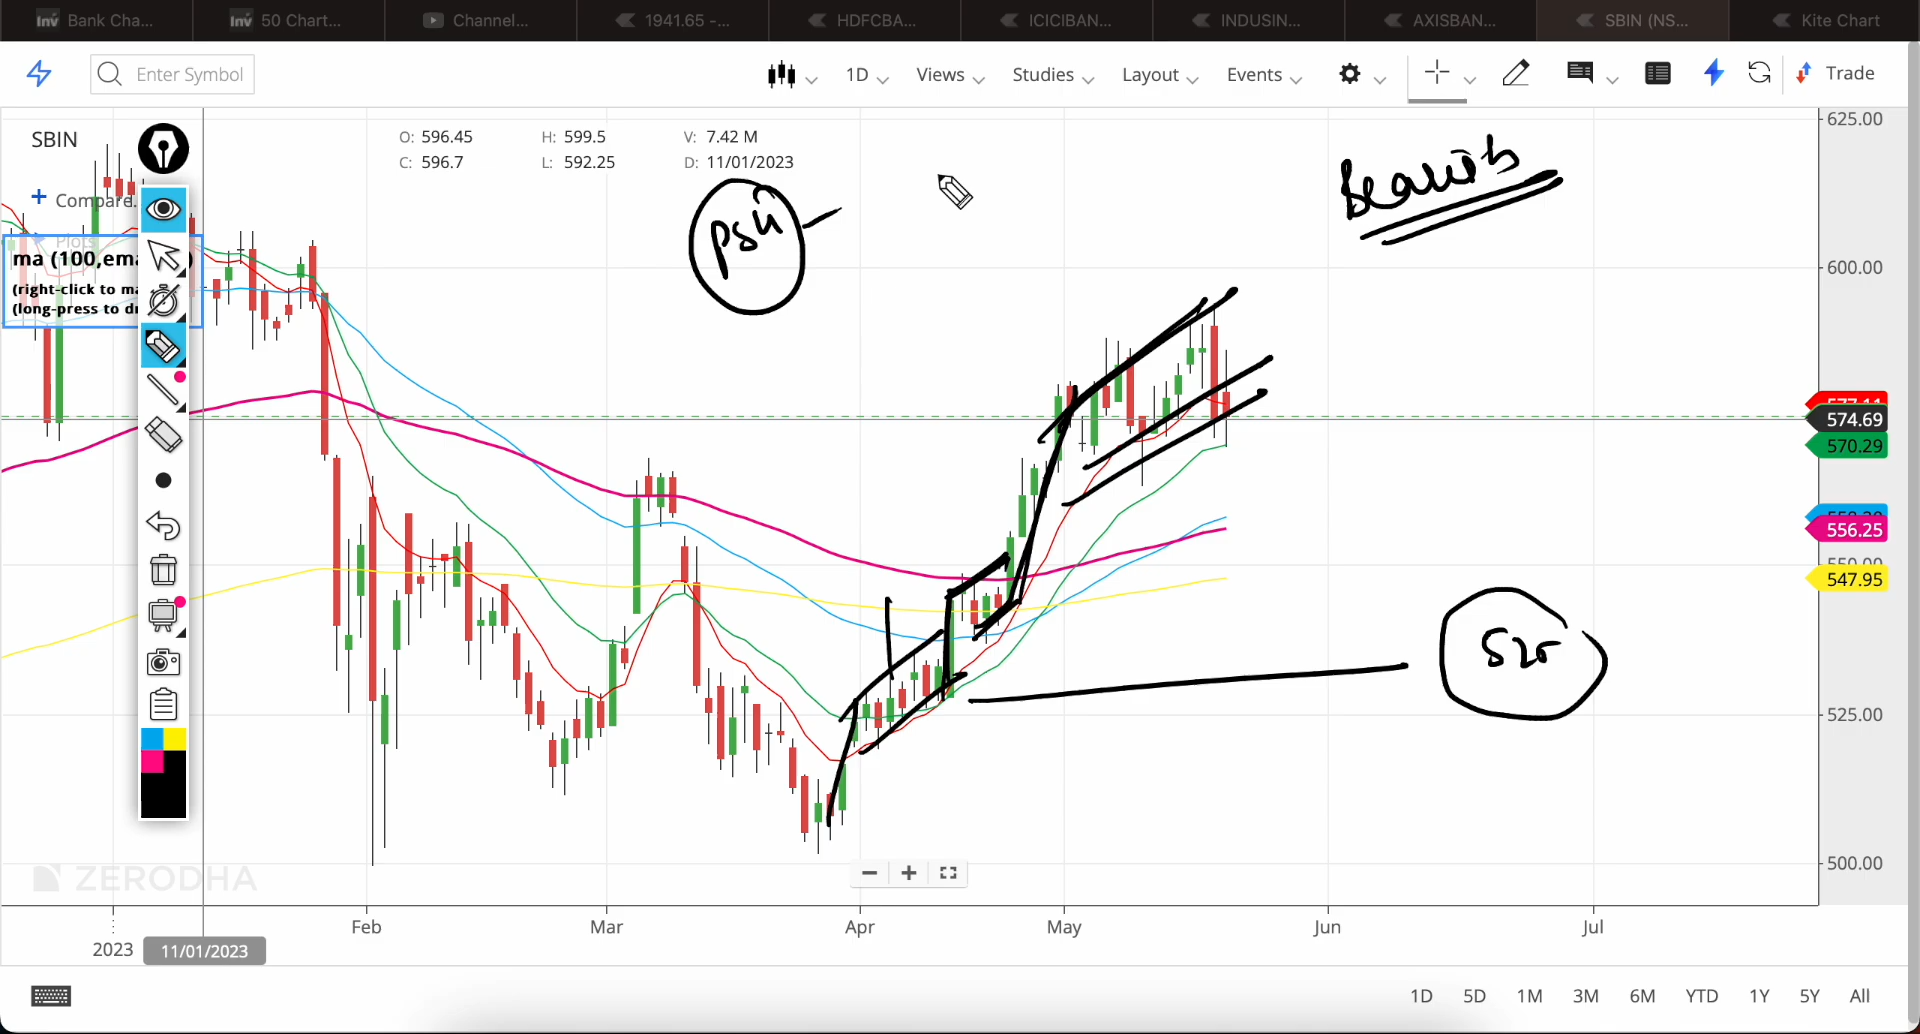 Bank Cha...
50 Chart...
Channel...
1941.65 -...
HDFCBA...
ICICIBAN...
INDUSIN...
AXISBAN...
SBIN (NS...
Kite Chart
Enter Symbol
1D
Views
Studies
Layout
Events
Trade
SBIN
O: 596.45 H: 599.5 V: 7.42 M
C: 596.7 L: 592.25 D: 11/01/2023
Compare.
Plots
ma (100,ema
(right-click to ma
(long-press to dr
PSU
525
625.00
600.00
574.69
570.29
556.25
547.95
525.00
500.00
ZERODHA
Feb Mar Apr May Jun Jul
2023 11/01/2023
1D 5D 1M 3M 6M YTD 1Y 5Y All